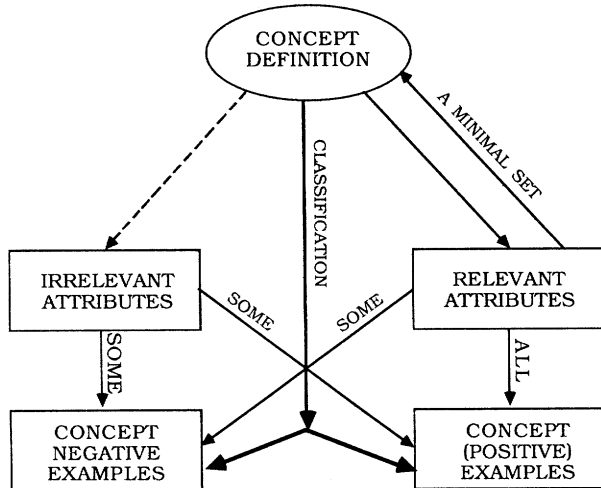 CONCEPT
DEFINITION
A MINIMAL SET
CLASSIFICATION
IRRELEVANT
ATTRIBUTES
RELEVANT
ATTRIBUTES
SOME
SOME
SOME
ALL
CONCEPT
NEGATIVE
EXAMPLES
CONCEPT
(POSITIVE)
EXAMPLES